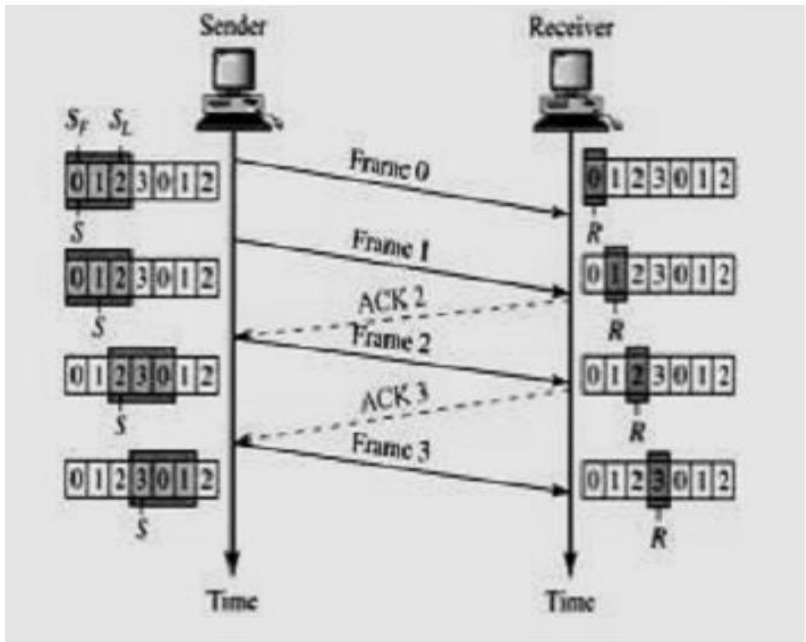 Sender Receiver
S_F S_L
0 1 2 3 0 1 2
S
Frame 0
0 1 2 3 0 1 2
R
0 1 2 3 0 1 2
S
Frame 1
0 1 2 3 0 1 2
R
ACK 2
0 1 2 3 0 1 2
S
Frame 2
0 1 2 3 0 1 2
R
ACK 3
0 1 2 3 0 1 2
S
Frame 3
0 1 2 3 0 1 2
R
Time Time